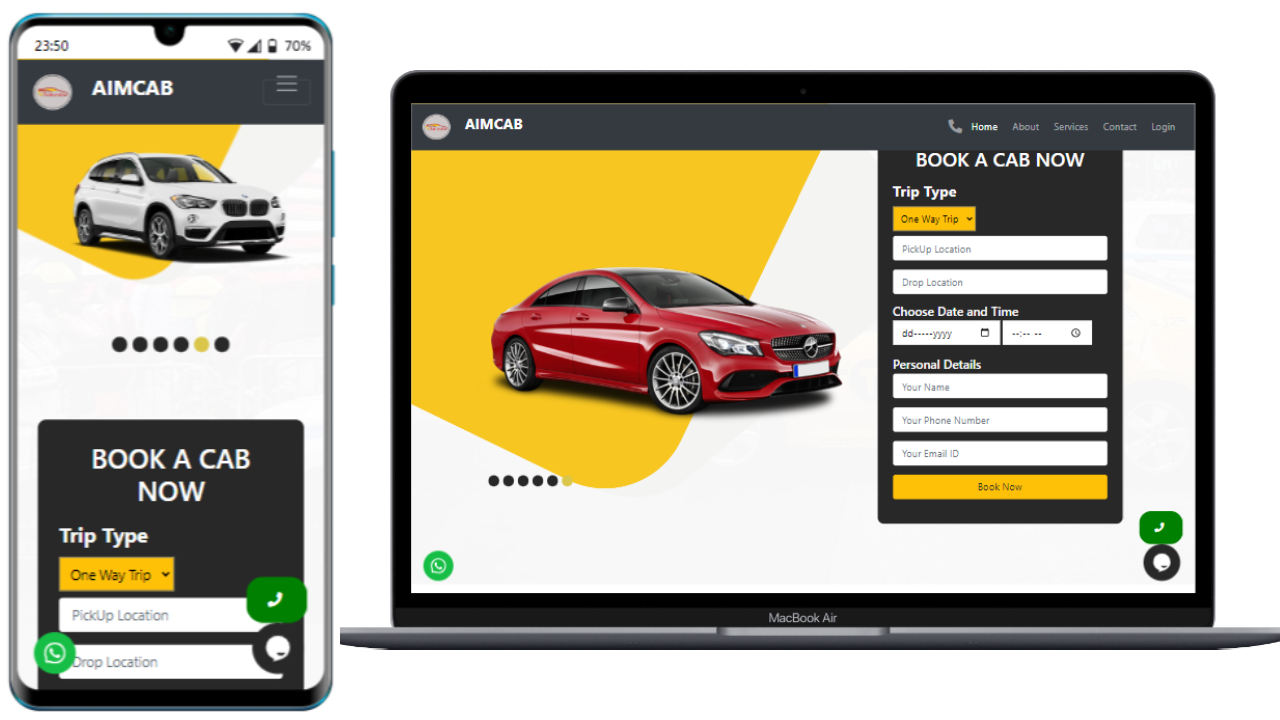 23:50
70%
AIMCAB
BOOK A CAB
NOW
Trip Type
One Way Trip
PickUp Location
Drop Location
AIMCAB
Home About Services Contact Login
BOOK A CAB NOW
Trip Type
One Way Trip
PickUp Location
Drop Location
Choose Date and Time
dd-----yyyy --:-- --
Personal Details
Your Name
Your Phone Number
Your Email ID
Book Now
MacBook Air